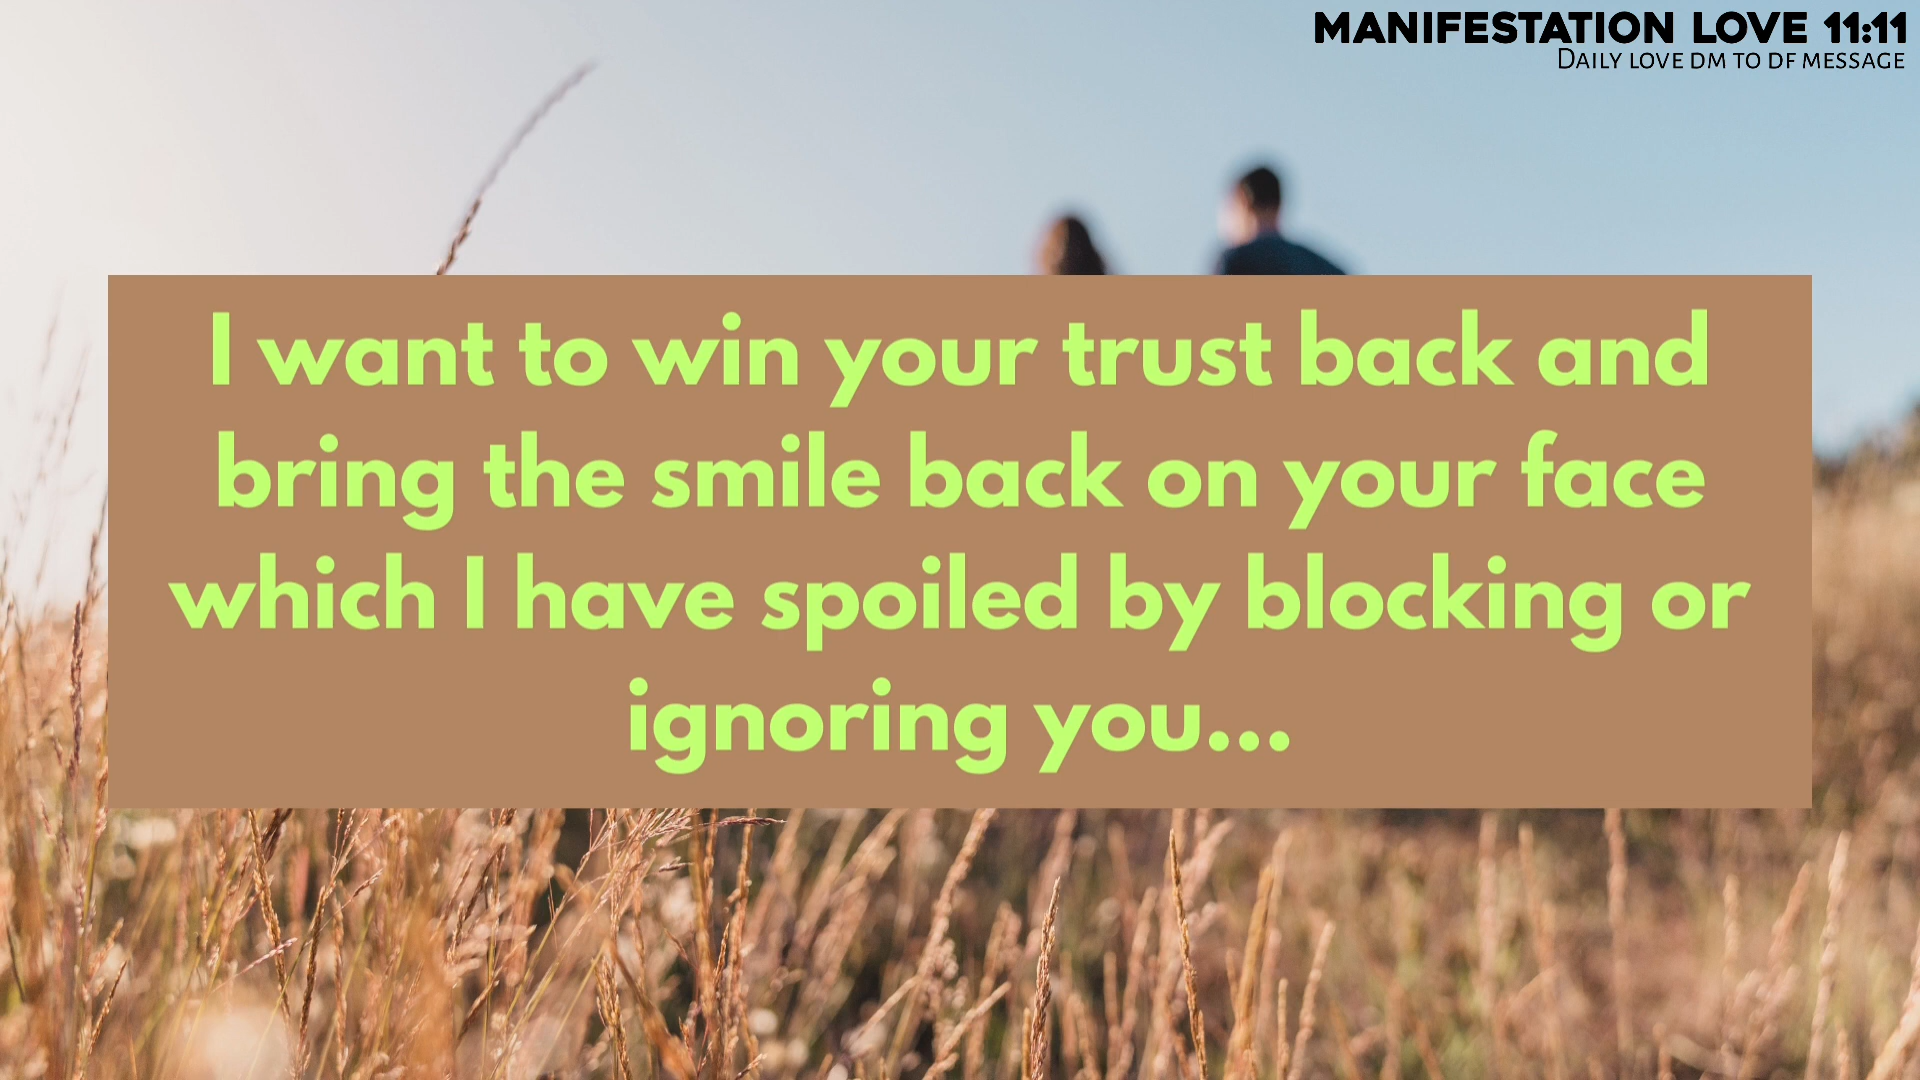 MANIFESTATION LOVE 11:11
DAILY LOVE DM TO DF MESSAGE
I want to win your trust back and
bring the smile back on your face
which I have spoiled by blocking or
ignoring you...